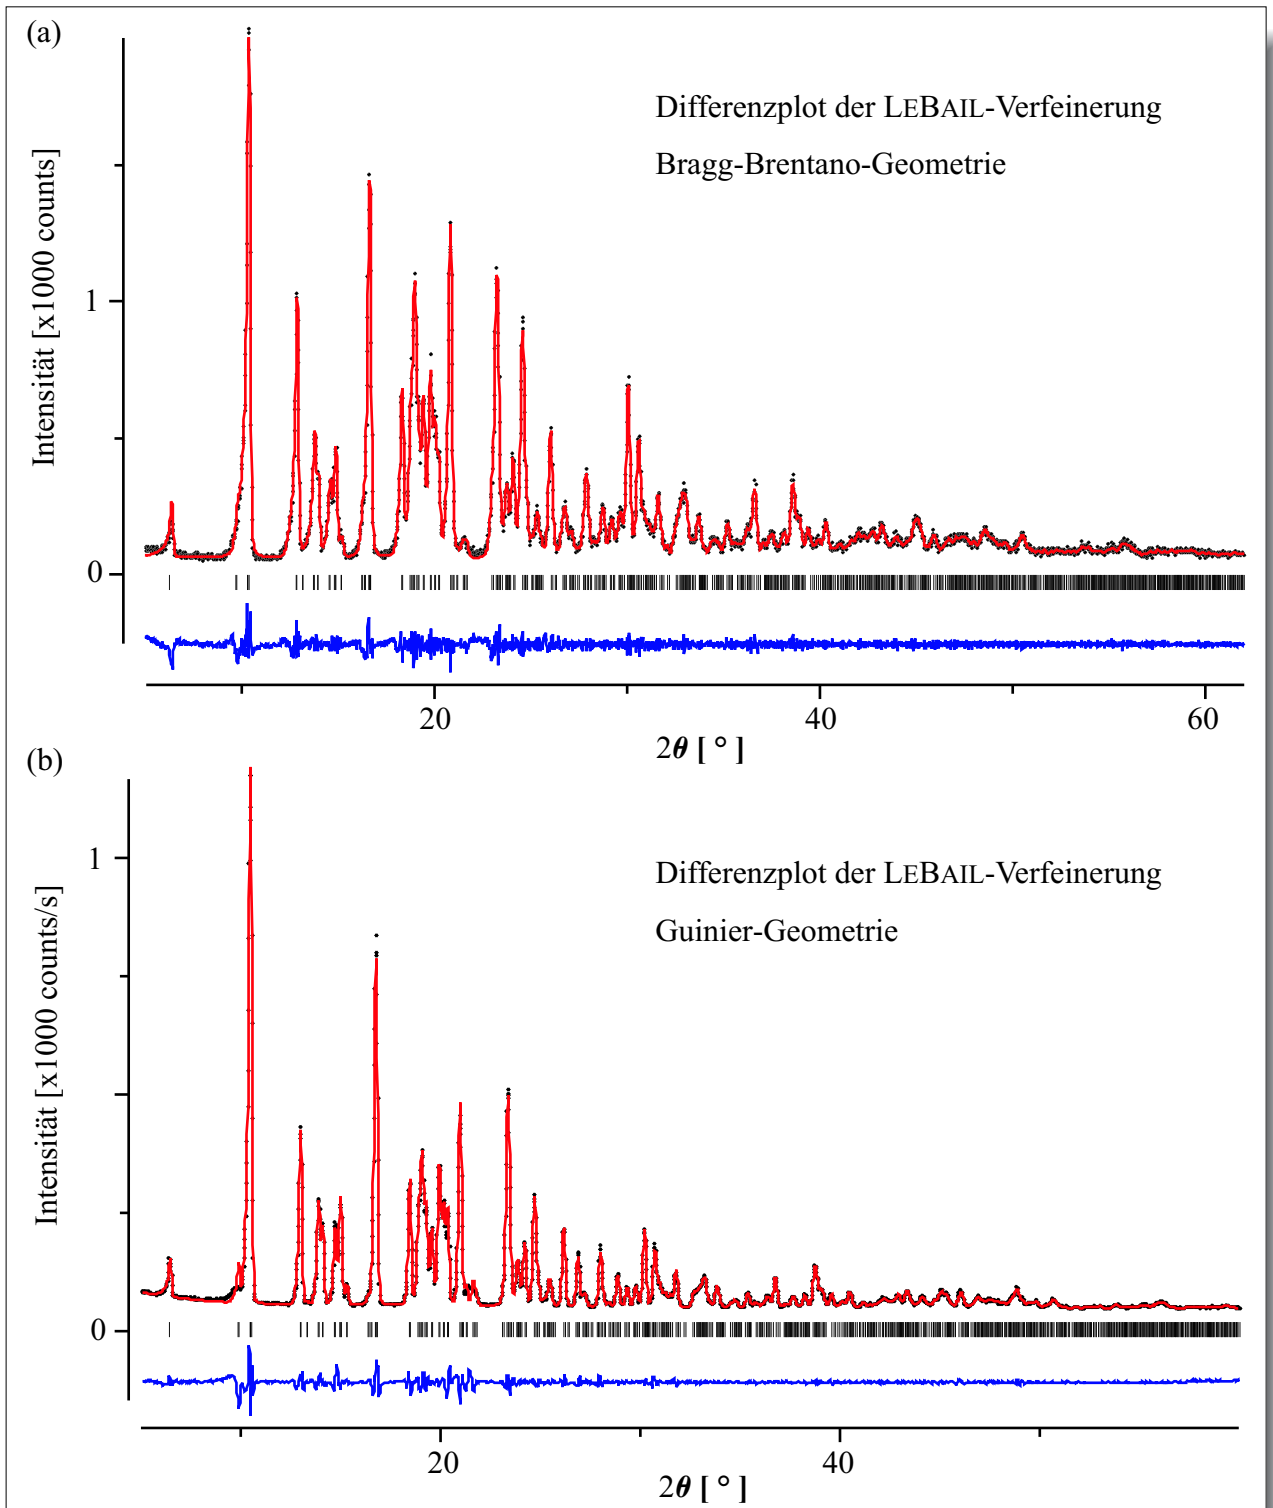 (a)
Differenzplot der LEBAIL-Verfeinerung
Bragg-Brentano-Geometrie
Intensität [x1000 counts]
1
0
20
40
60
2θ [ ° ]
(b)
Differenzplot der LEBAIL-Verfeinerung
Guinier-Geometrie
Intensität [x1000 counts/s]
1
0
20
40
2θ [ ° ]